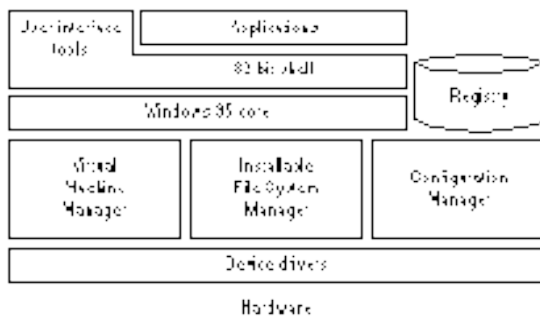 User interface
tools
Applications
32-bit shell
Registry
Windows 95 core
Virtual
Machine
Manager
Installable
File System
Manager
Configuration
Manager
Device drivers
Hardware